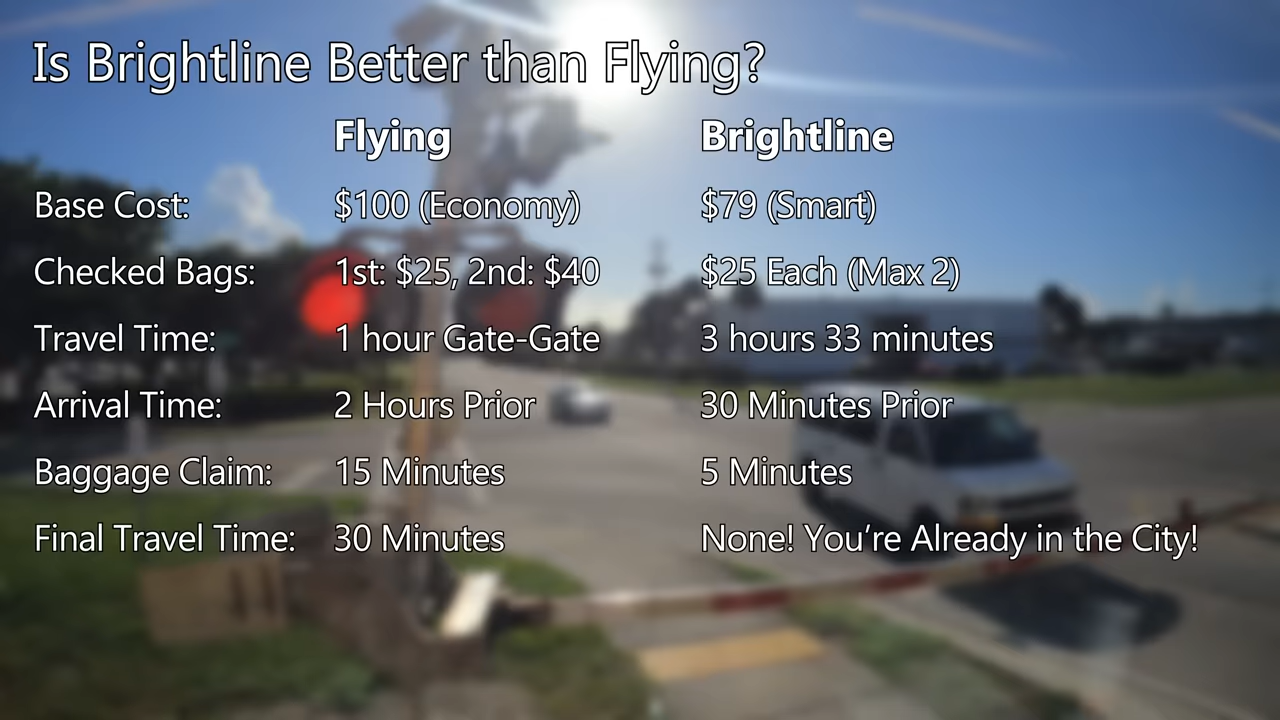 Is Brightline Better than Flying?
Flying Brightline
Base Cost: $100 (Economy) $79 (Smart)
Checked Bags: 1st: $25, 2nd: $40 $25 Each (Max 2)
Travel Time: 1 hour Gate-Gate 3 hours 33 minutes
Arrival Time: 2 Hours Prior 30 Minutes Prior
Baggage Claim: 15 Minutes 5 Minutes
Final Travel Time: 30 Minutes None! You’re Already in the City!